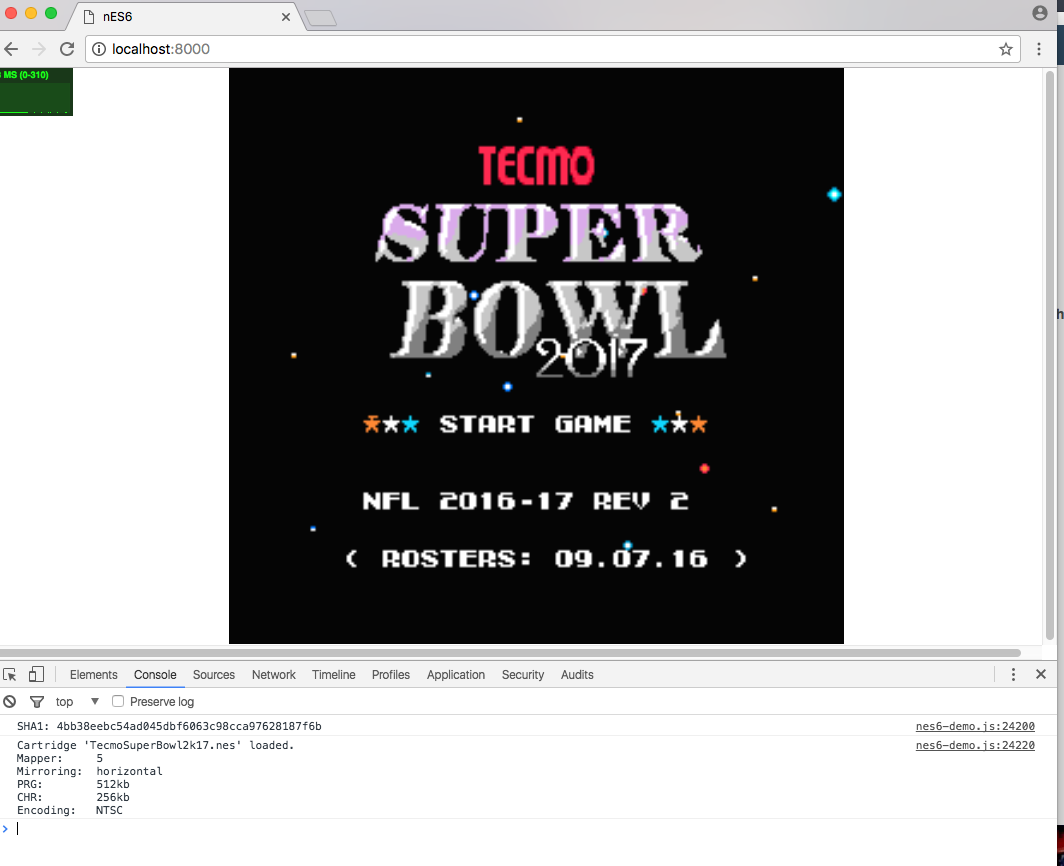 nES6
localhost:8000
MS (0-310)
TECMO
SUPER
BOWL
2017
START GAME
NFL 2016-17 REV 2
( ROSTERS: 09.07.16 )
Elements Console Sources Network Timeline Profiles Application Security Audits
top Preserve log
SHA1: 4bb38eebc54ad045dbf6063c98cca97628187f6b nes6-demo.js:24200
Cartridge 'TecmoSuperBowl2k17.nes' loaded. nes6-demo.js:24220
Mapper: 5
Mirroring: horizontal
PRG: 512kb
CHR: 256kb
Encoding: NTSC